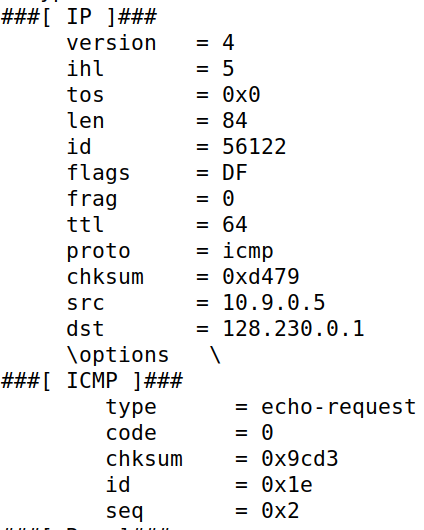 ###[ IP ]###
     version   = 4
     ihl       = 5
     tos       = 0x0
     len       = 84
     id        = 56122
     flags     = DF
     frag      = 0
     ttl       = 64
     proto     = icmp
     chksum    = 0xd479
     src       = 10.9.0.5
     dst       = 128.230.0.1
     \options   \
###[ ICMP ]###
        type      = echo-request
        code      = 0
        chksum    = 0x9cd3
        id        = 0x1e
        seq       = 0x2